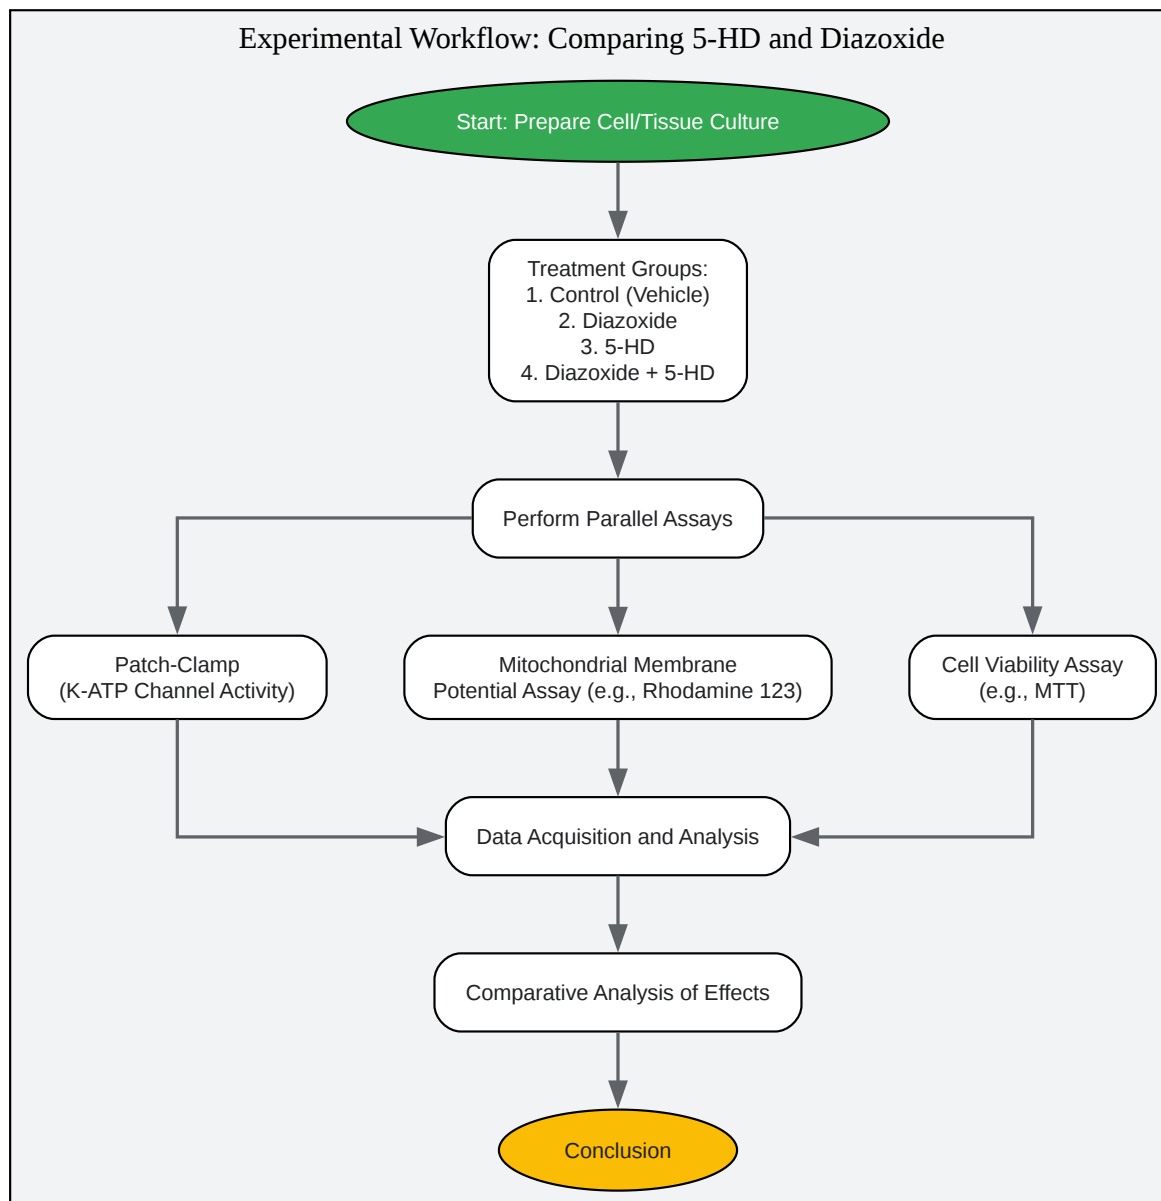 Experimental Workflow: Comparing 5-HD and Diazoxide
Start: Prepare Cell/Tissue Culture
Treatment Groups:
1. Control (Vehicle)
2. Diazoxide
3. 5-HD
4. Diazoxide + 5-HD
Perform Parallel Assays
Patch-Clamp
(K-ATP Channel Activity)
Mitochondrial Membrane
Potential Assay (e.g., Rhodamine 123)
Cell Viability Assay
(e.g., MTT)
Data Acquisition and Analysis
Comparative Analysis of Effects
Conclusion